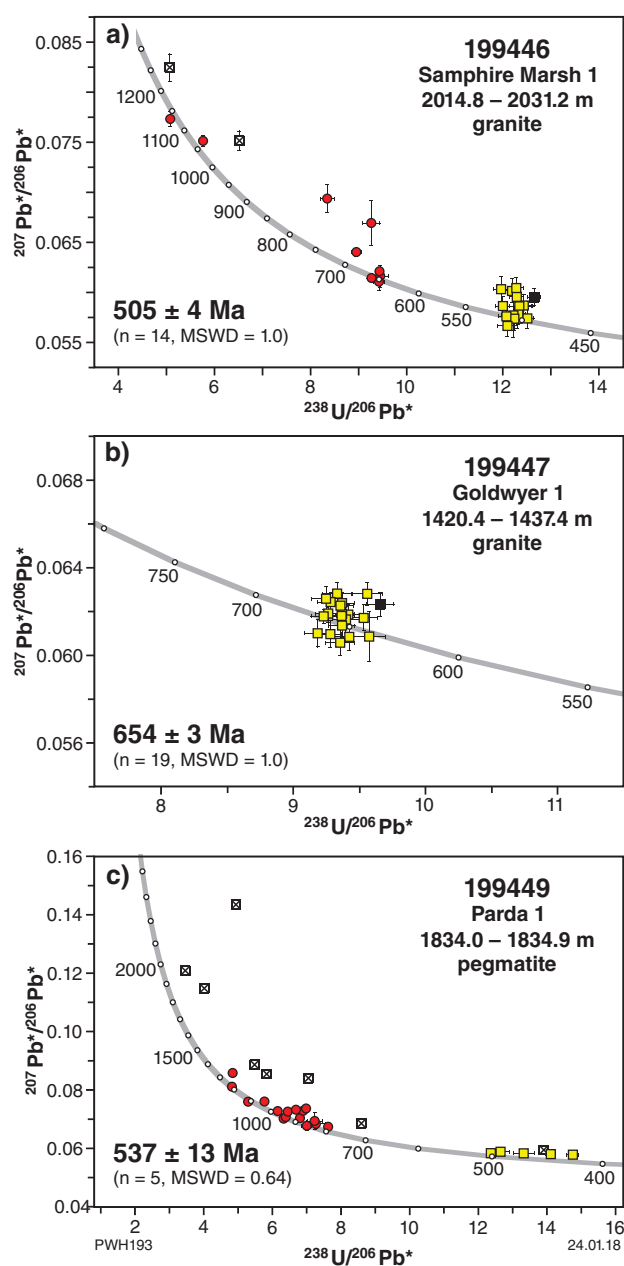 a)
199446
Samphire Marsh 1
2014.8 – 2031.2 m
granite
0.085
0.075
0.065
0.055
²⁰⁷Pb*/²⁰⁶Pb*
1200
1100
1000
900
800
700
600
550
450
505 ± 4 Ma
(n = 14, MSWD = 1.0)
4 6 8 10 12 14
²³⁸U/²⁰⁶Pb*
b)
199447
Goldwyer 1
1420.4 – 1437.4 m
granite
0.068
0.064
0.060
0.056
²⁰⁷Pb*/²⁰⁶Pb*
750
700
600
550
654 ± 3 Ma
(n = 19, MSWD = 1.0)
8 9 10 11
²³⁸U/²⁰⁶Pb*
c)
199449
Parda 1
1834.0 – 1834.9 m
pegmatite
0.16
0.14
0.12
0.10
0.08
0.06
0.04
²⁰⁷Pb*/²⁰⁶Pb*
2000
1500
1000
700
500
400
537 ± 13 Ma
(n = 5, MSWD = 0.64)
2 4 6 8 10 12 14 16
PWH193
²³⁸U/²⁰⁶Pb*
24.01.18